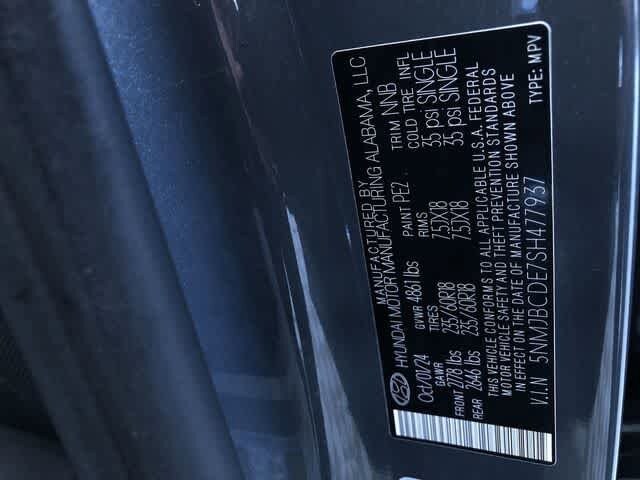 MANUFACTURED BY
HYUNDAI MOTOR MANUFACTURING ALABAMA, LLC
Oct/01/24 GVWR 4861 lbs PAINT PE2 TRIM NNB
GAWR TIRES RIMS COLD TIRE INFL
FRONT 2778 lbs 235/60R18 7.5JX18 35 psi SINGLE
REAR 2646 lbs 235/60R18 7.5JX18 35 psi SINGLE
THIS VEHICLE CONFORMS TO ALL APPLICABLE U.S.A. FEDERAL
MOTOR VEHICLE SAFETY AND THEFT PREVENTION STANDARDS
IN EFFECT ON THE DATE OF MANUFACTURE SHOWN ABOVE
V.I.N 5NMJBCDE7SH477937 TYPE: MPV